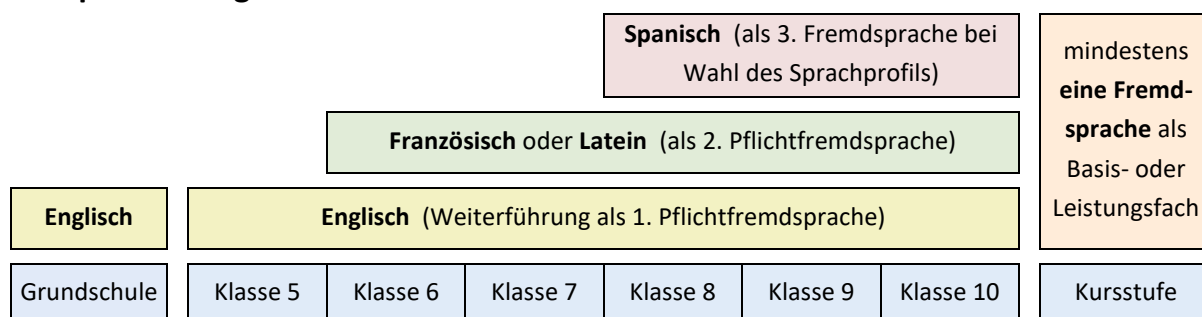 Spanisch (als 3. Fremdsprache bei
Wahl des Sprachprofils)
mindestens
eine Fremd-
sprache als
Basis- oder
Leistungsfach
Französisch oder Latein (als 2. Pflichtfremdsprache)
Englisch
Englisch (Weiterführung als 1. Pflichtfremdsprache)
Grundschule
Klasse 5
Klasse 6
Klasse 7
Klasse 8
Klasse 9
Klasse 10
Kursstufe